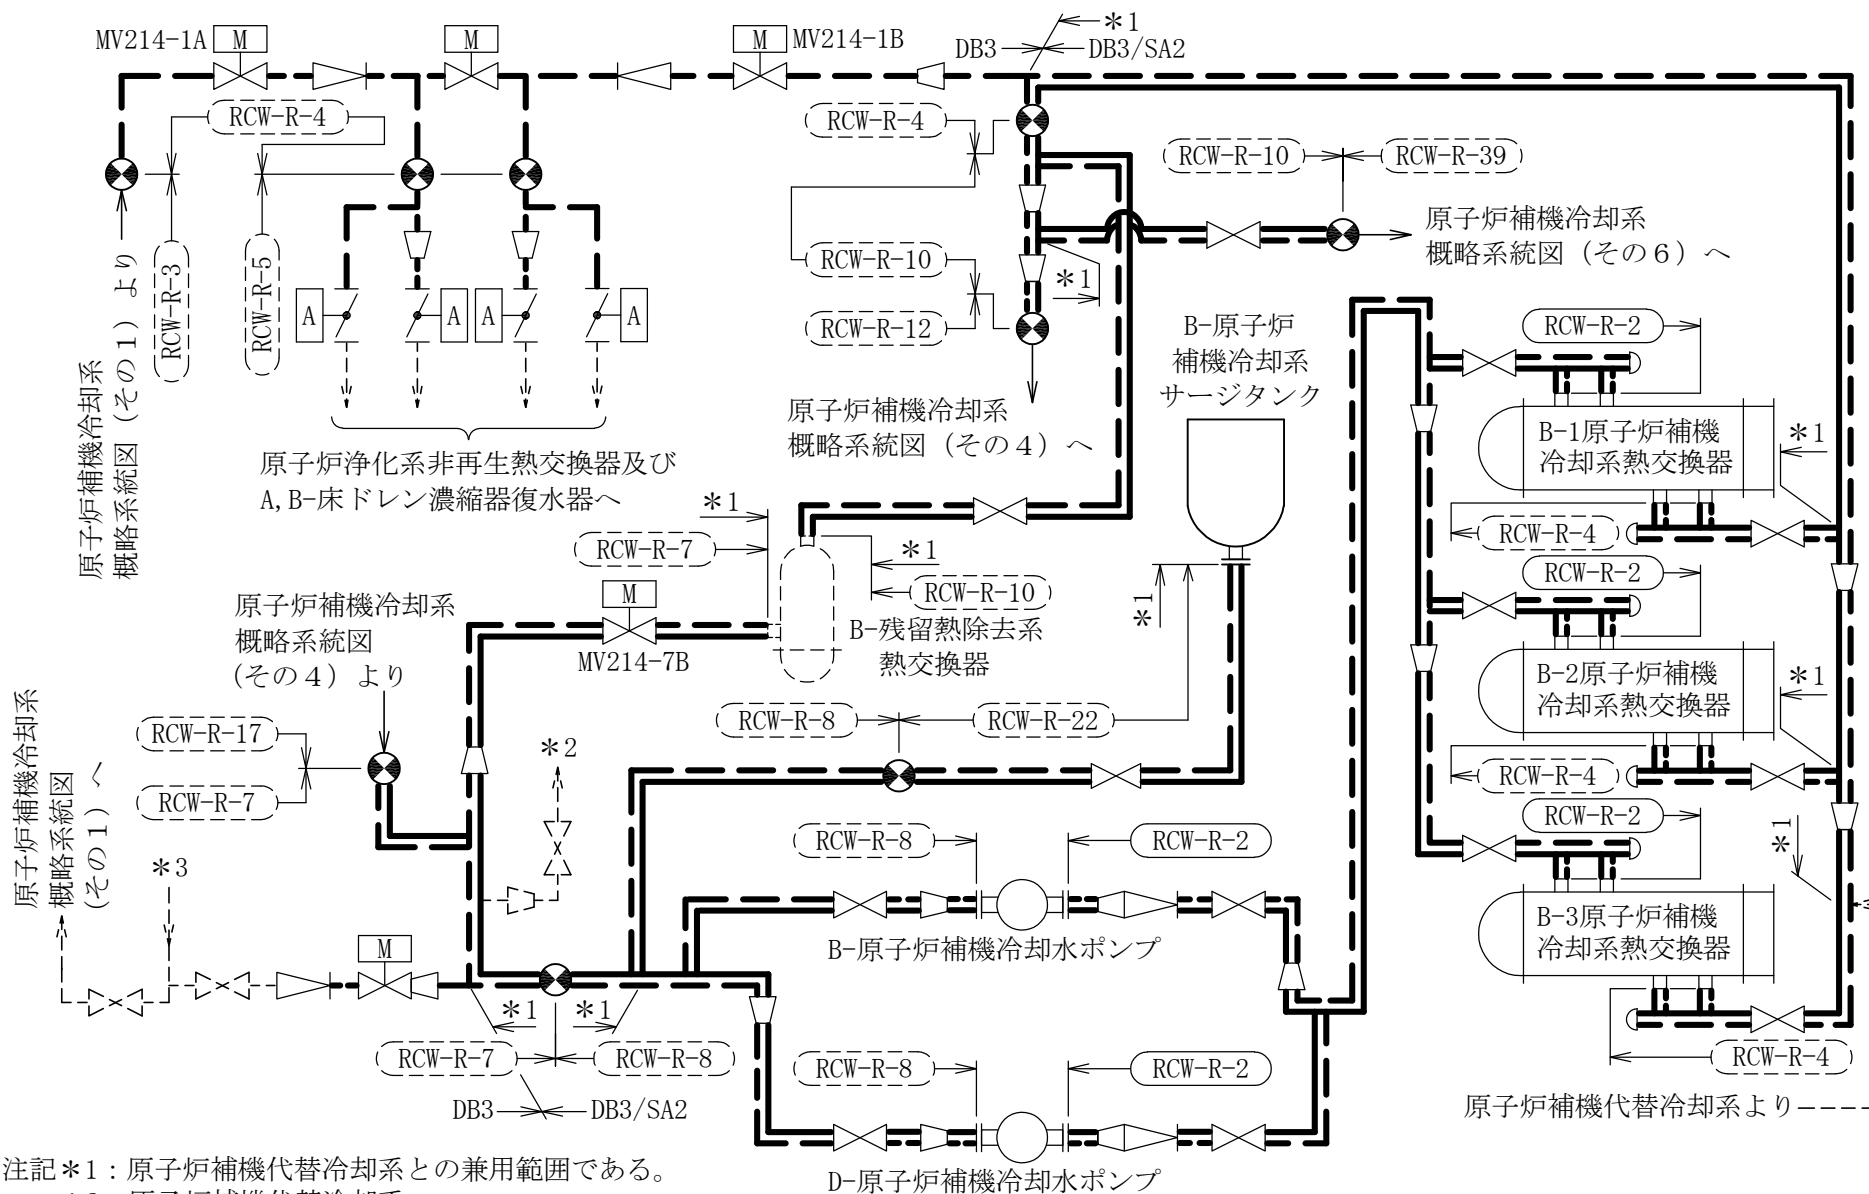 MV214-1A
M
M
M
MV214-1B
*1
DB3
DB3/SA2
RCW-R-4
RCW-R-4
RCW-R-10
RCW-R-39
RCW-R-3
RCW-R-5
原子炉補機冷却系
概略系統図（その1）より
原子炉補機冷却系
概略系統図（その6）へ
RCW-R-10
*1
RCW-R-12
A
A
A
A
B-原子炉
補機冷却系
サージタンク
原子炉補機冷却系
概略系統図（その4）へ
原子炉浄化系非再生熱交換器及び
A,B-床ドレン濃縮器復水器へ
RCW-R-2
B-1原子炉補機
冷却系熱交換器
*1
RCW-R-4
*1
RCW-R-7
*1
RCW-R-10
*1
原子炉補機冷却系
概略系統図
（その4）より
M
MV214-7B
B-残留熱除去系
熱交換器
RCW-R-2
B-2原子炉補機
冷却系熱交換器
*1
RCW-R-4
RCW-R-8
RCW-R-22
RCW-R-17
RCW-R-7
*2
原子炉補機冷却系
概略系統図
（その1）へ
*3
RCW-R-8
RCW-R-2
B-原子炉補機冷却水ポンプ
RCW-R-2
*1
B-3原子炉補機
冷却系熱交換器
RCW-R-4
M
*1
*1
RCW-R-7
RCW-R-8
DB3
DB3/SA2
RCW-R-8
RCW-R-2
D-原子炉補機冷却水ポンプ
原子炉補機代替冷却系より
注記*1：原子炉補機代替冷却系との兼用範囲である。